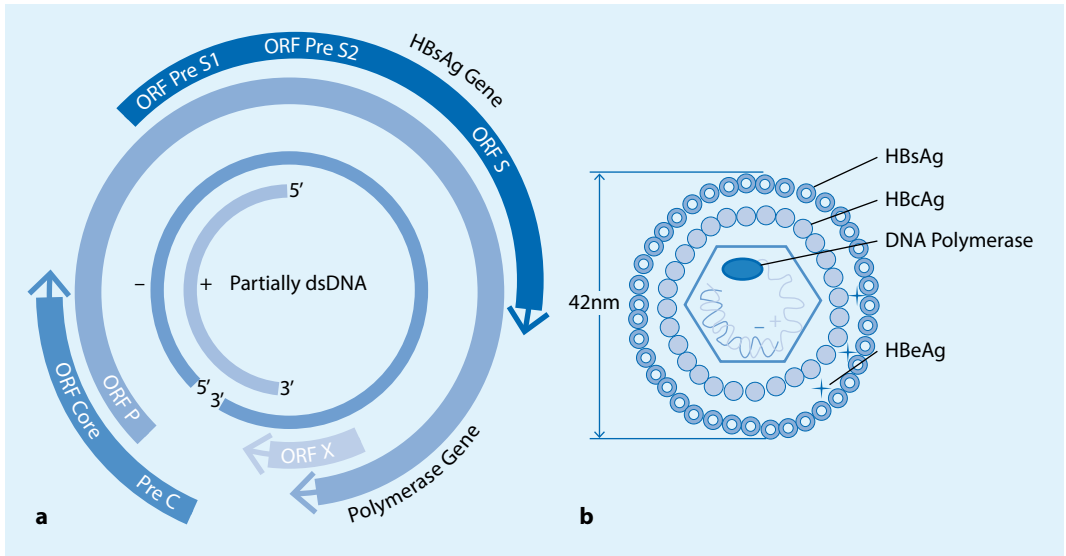 ORF Pre S1
ORF Pre S2
HBsAg Gene
ORF S
5’
–
+
Partially dsDNA
5’
3’
3’
ORF P
ORF Core
Pre C
ORF X
Polymerase Gene
a
42nm
HBsAg
HBcAg
DNA Polymerase
HBeAg
+
–
b